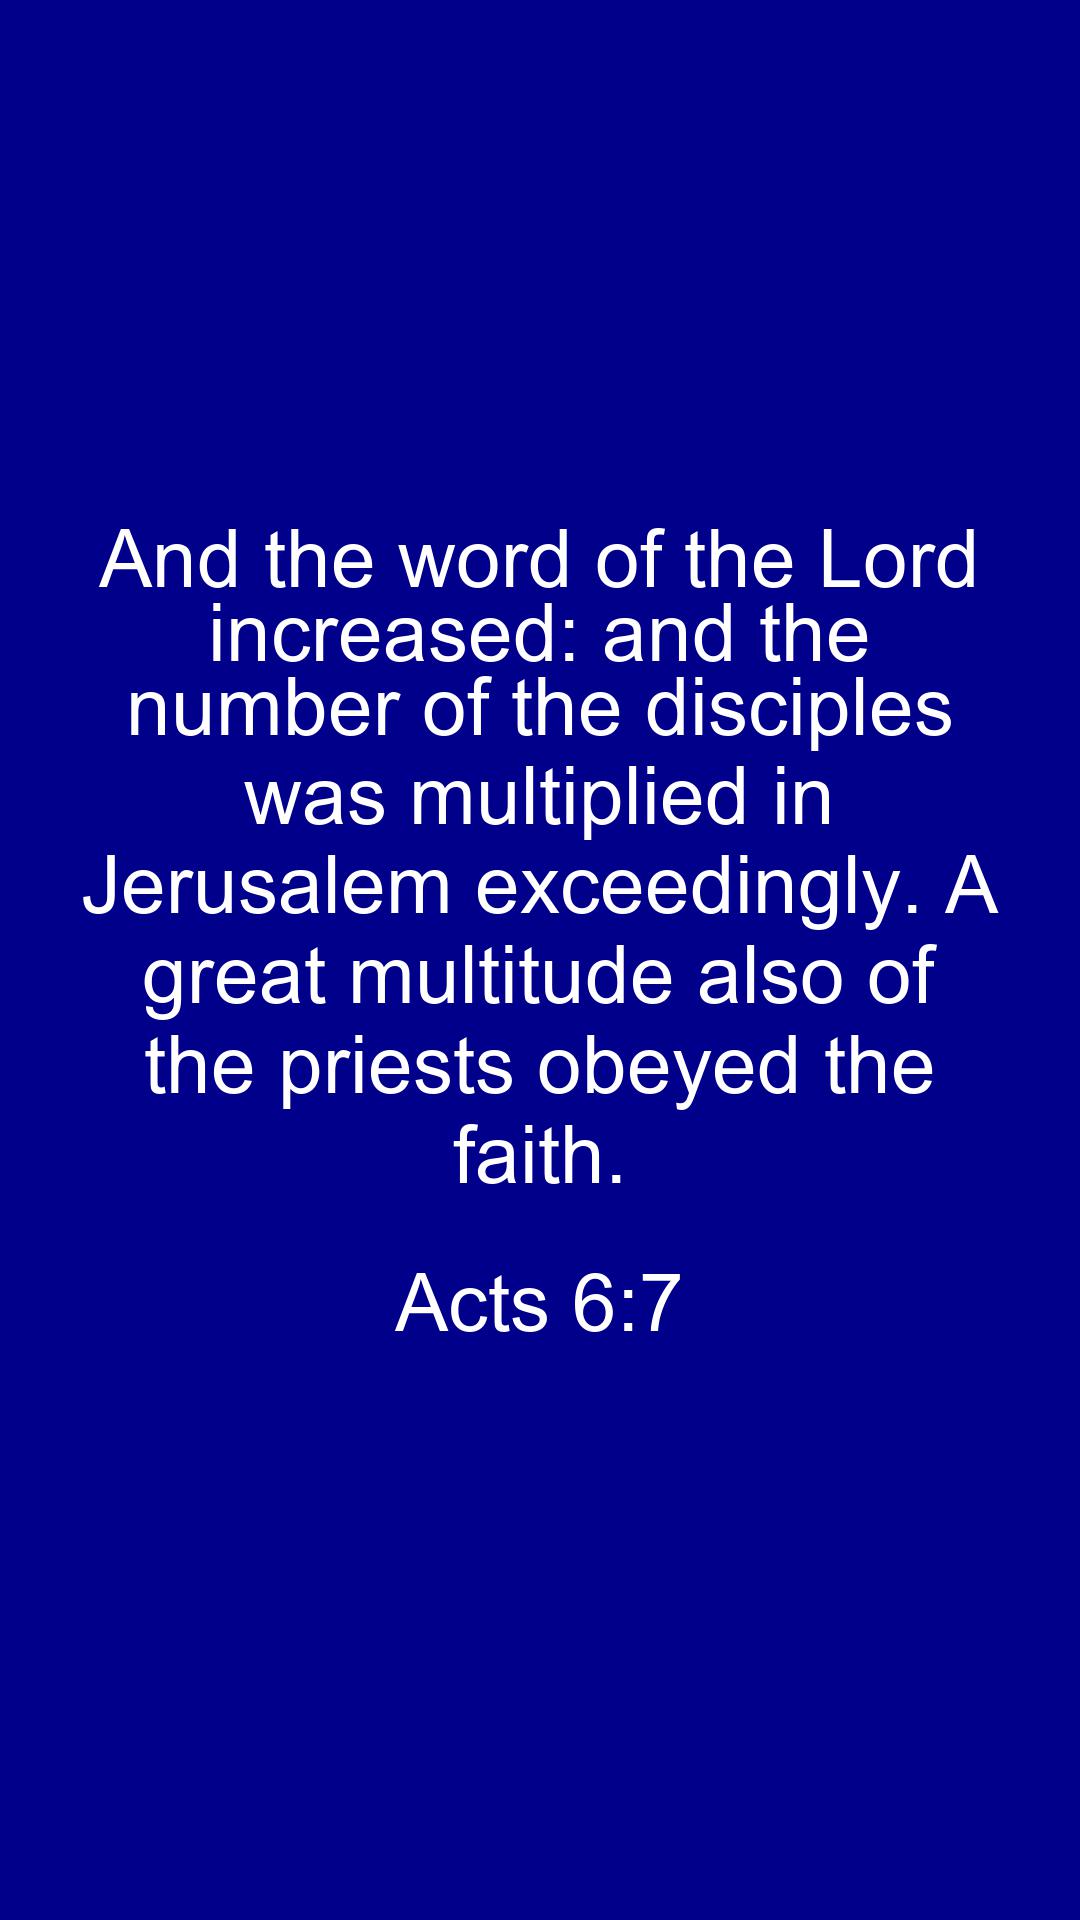 And the word of the Lord
increased: and the
number of the disciples
was multiplied in
Jerusalem exceedingly. A
great multitude also of
the priests obeyed the
faith.
Acts 6:7